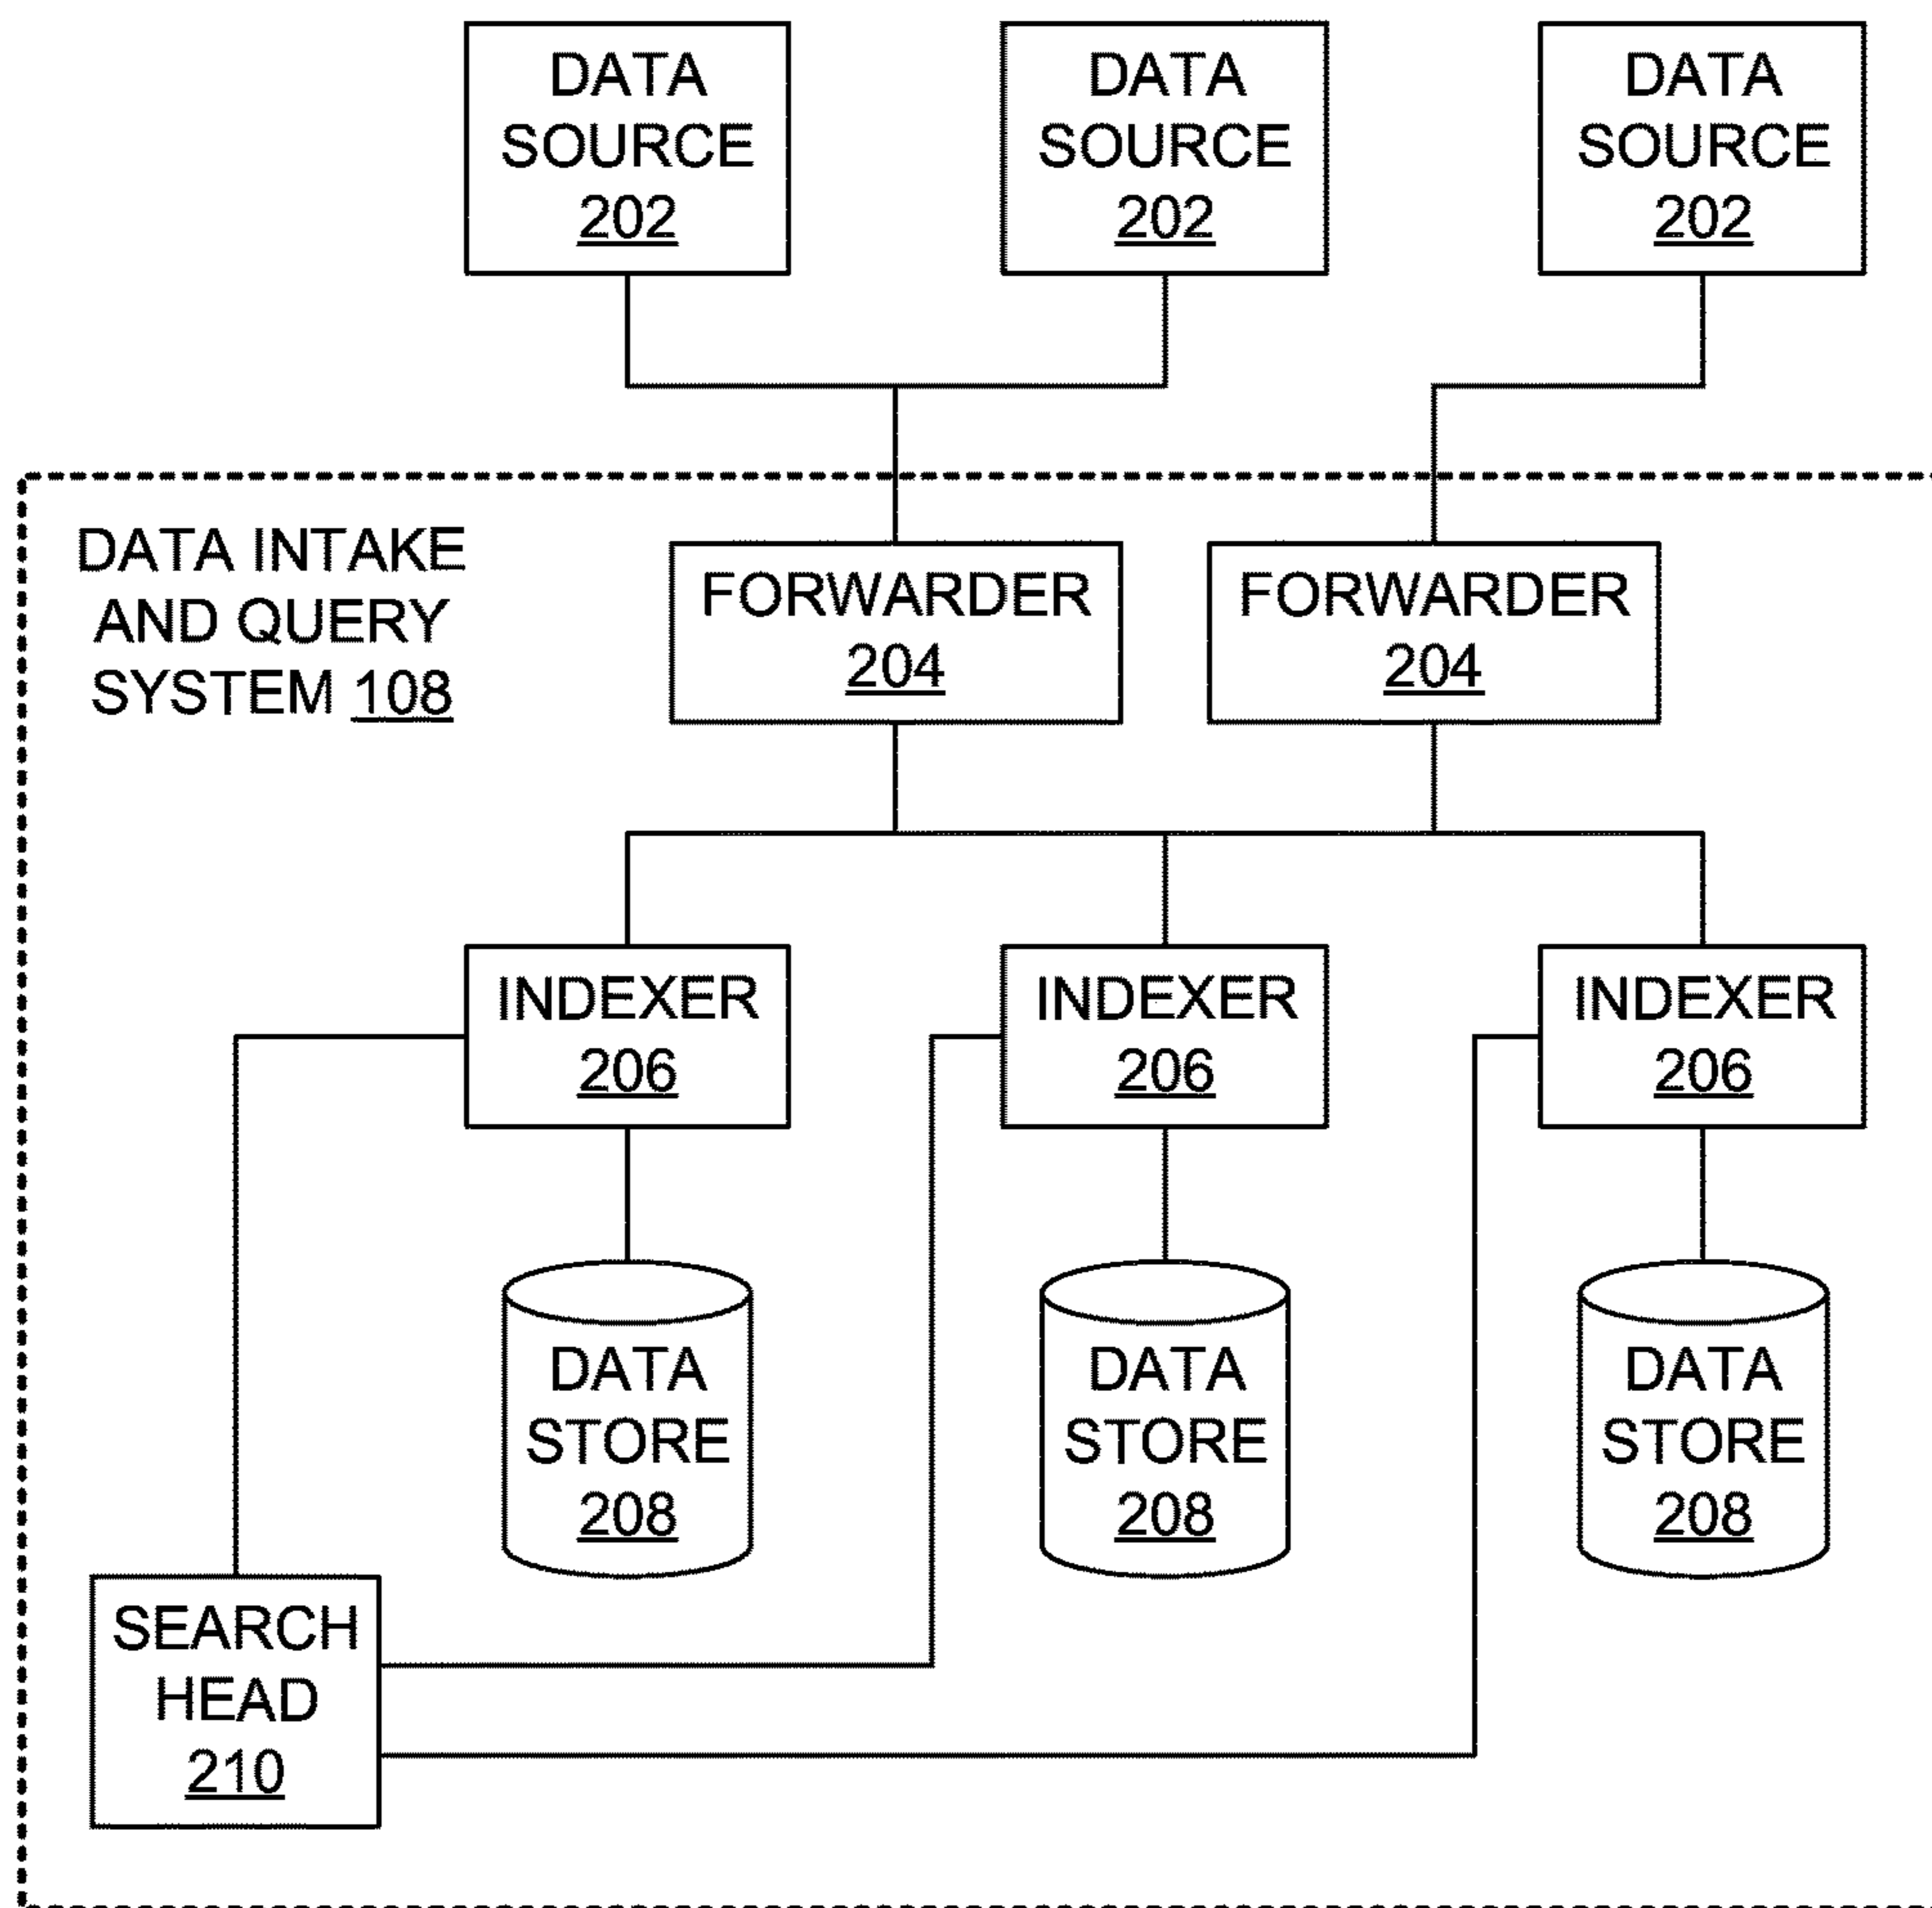 DATA
SOURCE
202
DATA
SOURCE
202
DATA
SOURCE
202
DATA INTAKE
AND QUERY
SYSTEM 108
FORWARDER
204
FORWARDER
204
INDEXER
206
INDEXER
206
INDEXER
206
DATA
STORE
208
DATA
STORE
208
DATA
STORE
208
SEARCH
HEAD
210